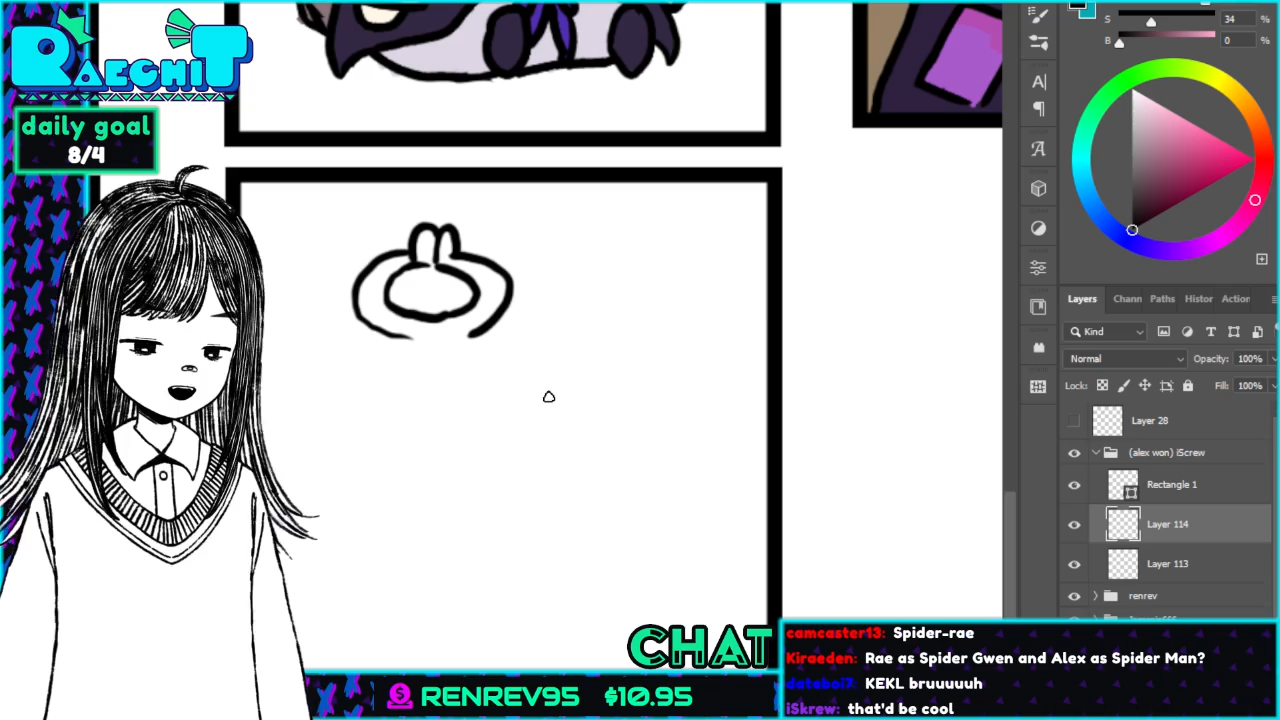 RAECHIT
daily goal
8/4
S 34 %
B 0 %
Layers Chann Paths Histor Action
Kind
Normal Opacity: 100%
Lock: Fill: 100%
Layer 28
(alex won) iScrew
Rectangle 1
Layer 114
Layer 113
renrev
CHAT
camcaster13: Spider-rae
Kiraeden: Rae as Spider Gwen and Alex as Spider Man?
dateboi7: KEKL bruuuuuh
iSkrew: that'd be cool
RENREV95 $10.95